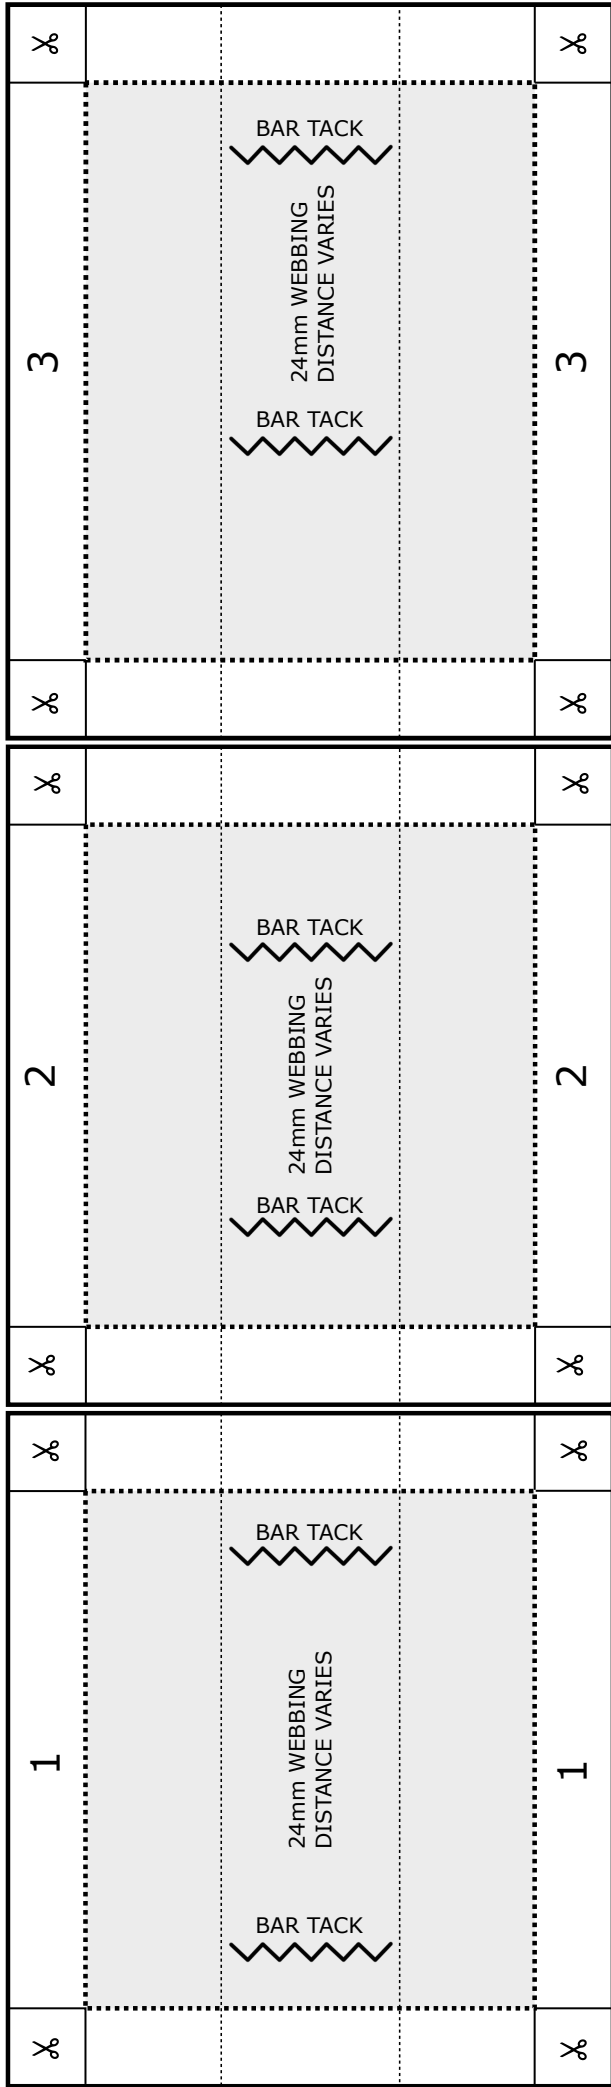 BAR TACK
24mm WEBBING
DISTANCE VARIES
BAR TACK
3
3
BAR TACK
24mm WEBBING
DISTANCE VARIES
BAR TACK
2
2
BAR TACK
24mm WEBBING
DISTANCE VARIES
BAR TACK
1
1